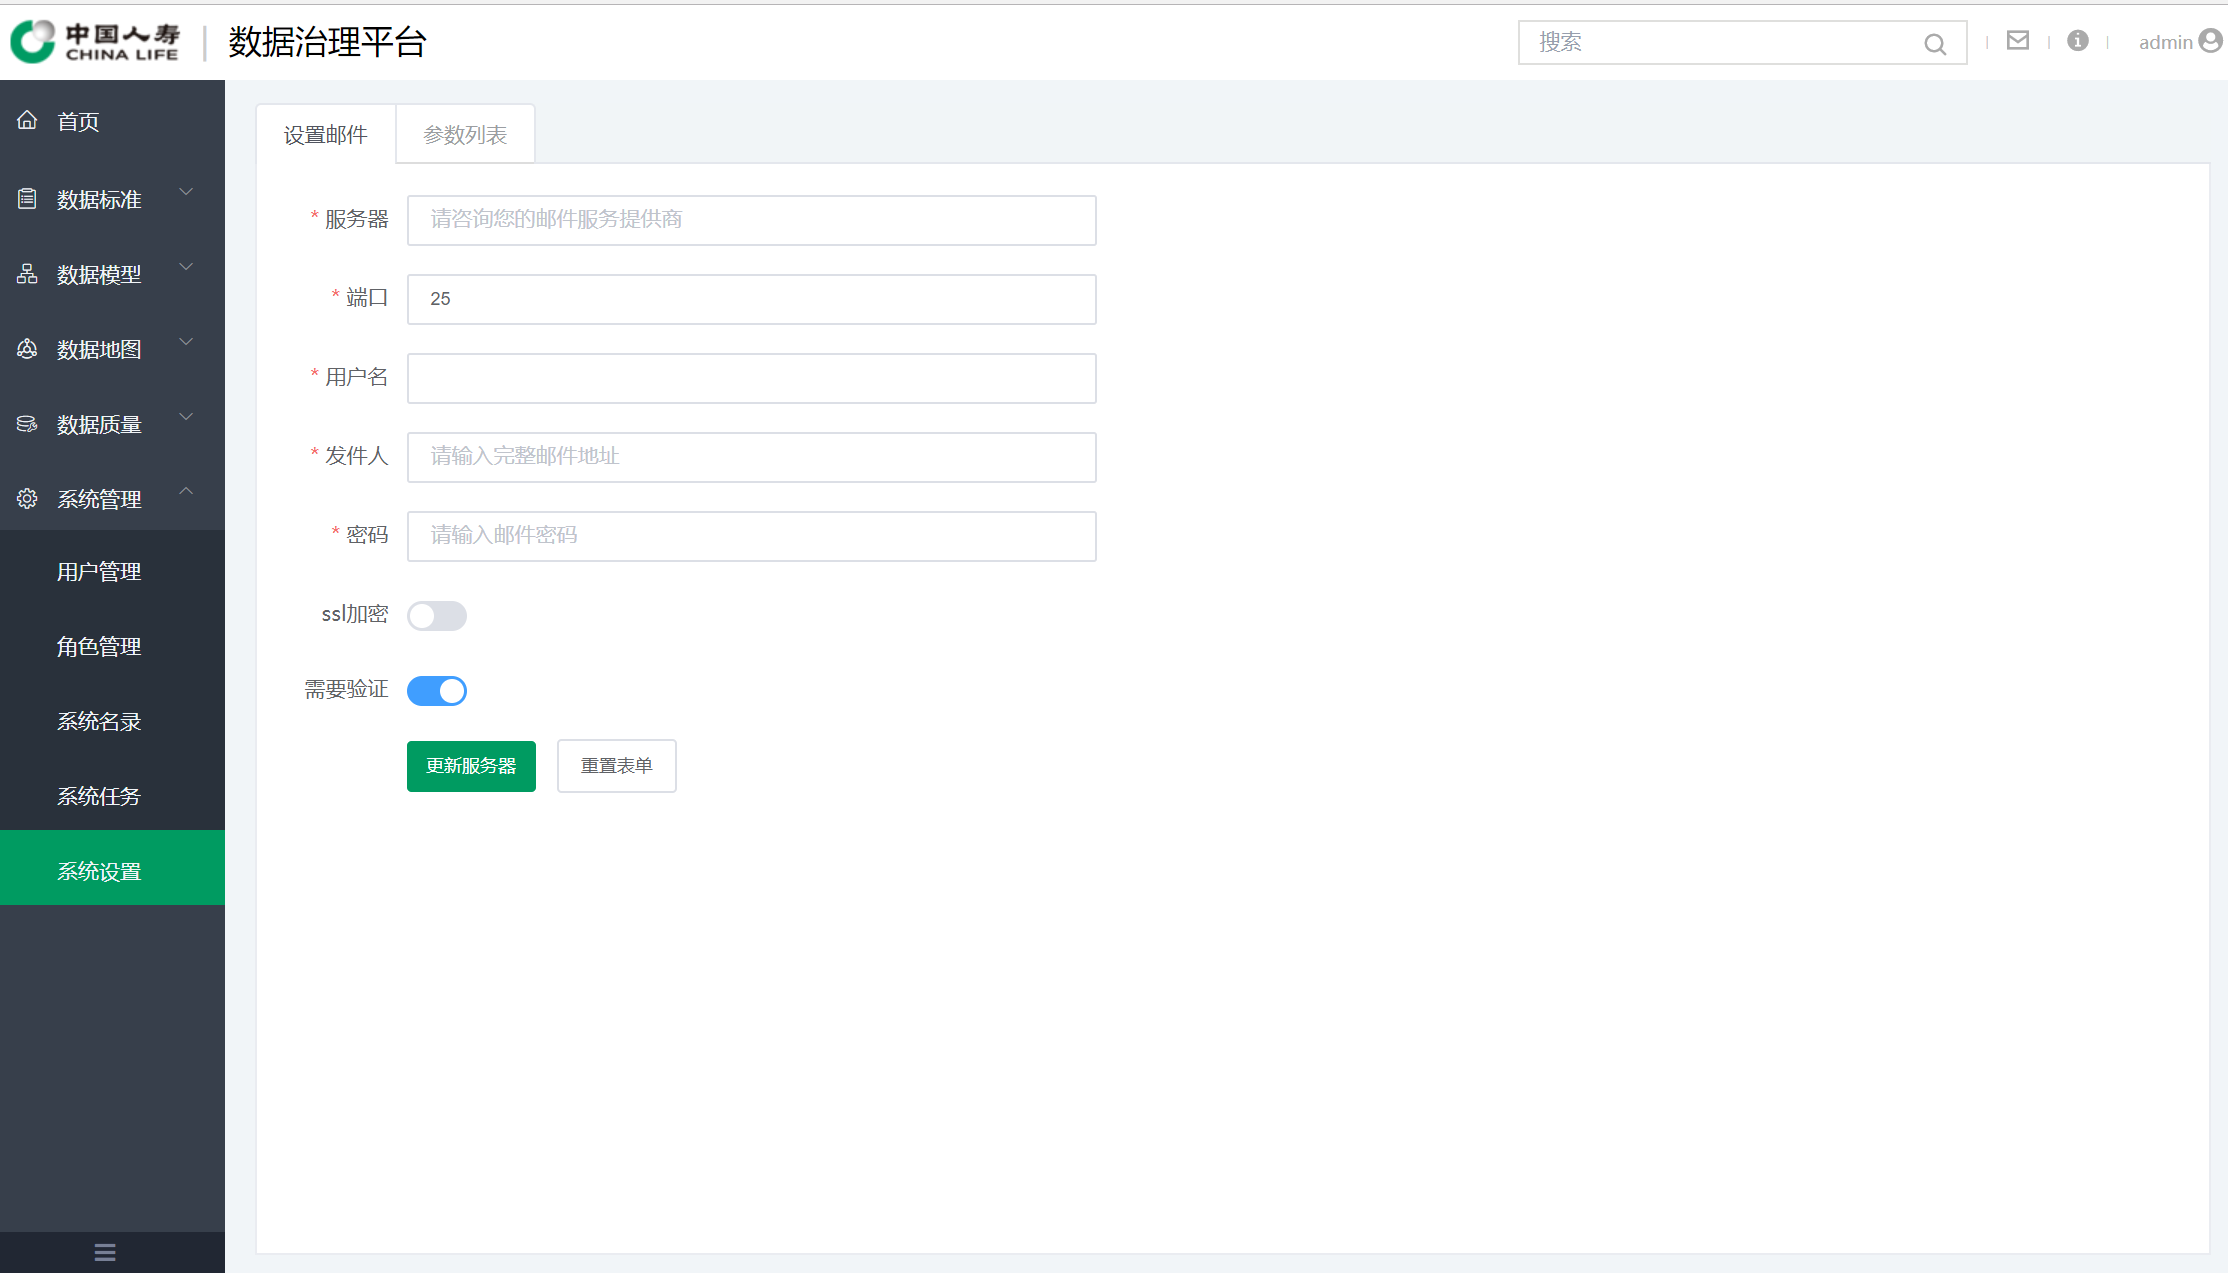 中国人寿
CHINA LIFE
数据治理平台
搜索
admin
首页
数据标准
数据模型
数据地图
数据质量
系统管理
用户管理
角色管理
系统名录
系统任务
系统设置
设置邮件
参数列表
* 服务器
请咨询您的邮件服务提供商
* 端口
25
* 用户名
* 发件人
请输入完整邮件地址
* 密码
请输入邮件密码
ssl加密
需要验证
更新服务器
重置表单